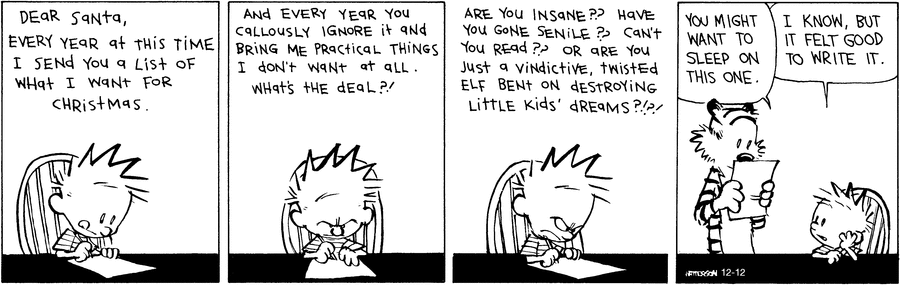 DEAR SANTA,
EVERY YEAR AT THIS TIME
I SEND YOU A LIST OF
WHAT I WANT FOR
CHRISTMAS.
AND EVERY YEAR YOU
CALLOUSLY IGNORE IT AND
BRING ME PRACTICAL THINGS
I DON'T WANT AT ALL.
WHAT'S THE DEAL?!
ARE YOU INSANE?? HAVE
YOU GONE SENILE?? CAN'T
YOU READ?? OR ARE YOU
JUST A VINDICTIVE, TWISTED
ELF BENT ON DESTROYING
LITTLE KIDS' DREAMS?!?!
YOU MIGHT
WANT TO
SLEEP ON
THIS ONE.
I KNOW, BUT
IT FELT GOOD
TO WRITE IT.
12-12